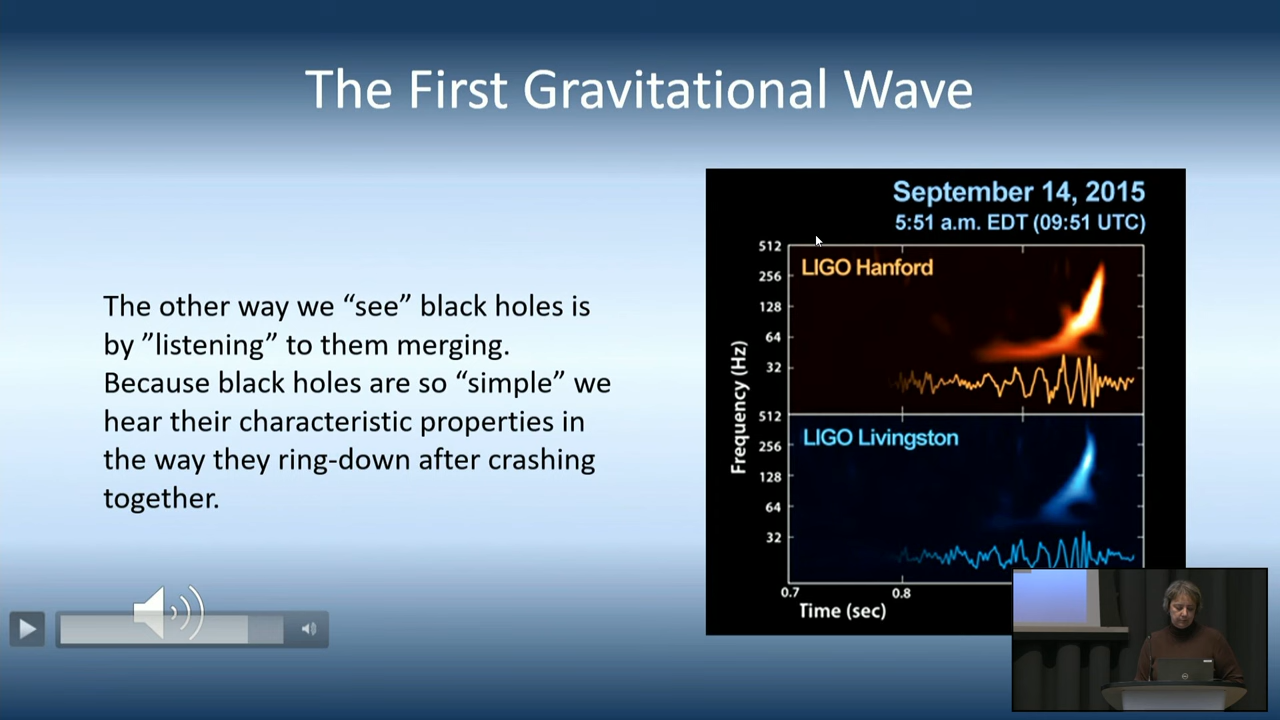 The First Gravitational Wave
The other way we “see” black holes is
by ”listening” to them merging.
Because black holes are so “simple” we
hear their characteristic properties in
the way they ring-down after crashing
together.
September 14, 2015
5:51 a.m. EDT (09:51 UTC)
LIGO Hanford
512
256
128
64
32
LIGO Livingston
512
256
128
64
32
Frequency (Hz)
0.7
0.8
Time (sec)